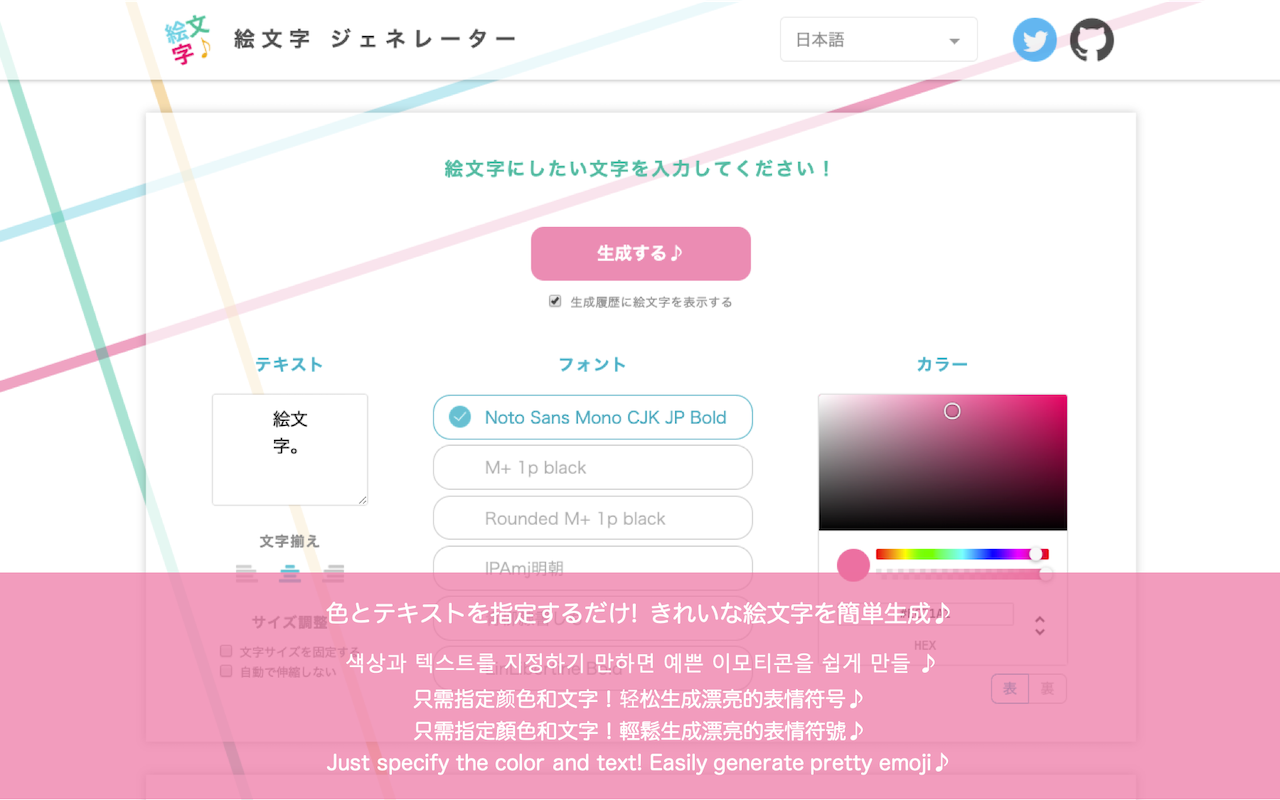 絵文
字♪
絵文字 ジェネレーター
日本語
絵文字にしたい文字を入力してください！
生成する♪
生成履歴に絵文字を表示する
テキスト
フォント
カラー
絵文
字。
Noto Sans Mono CJK JP Bold
M+ 1p black
Rounded M+ 1p black
IPAmj明朝
文字揃え
サイズ調整
文字サイズを固定する
自動で伸縮しない
HEX
表
裏
色とテキストを指定するだけ! きれいな絵文字を簡単生成♪
색상과 텍스트를 지정하기 만하면 예쁜 이모티콘을 쉽게 만들 ♪
只需指定颜色和文字！轻松生成漂亮的表情符号♪
只需指定顏色和文字！輕鬆生成漂亮的表情符號♪
Just specify the color and text! Easily generate pretty emoji♪